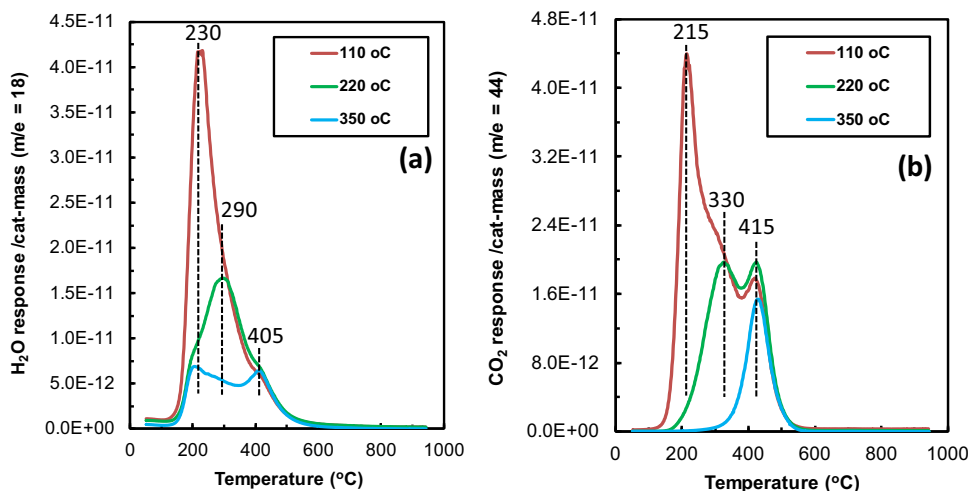 4.5E-11
4.0E-11
3.5E-11
3.0E-11
2.5E-11
2.0E-11
1.5E-11
1.0E-11
5.0E-12
0.0E+00
H₂O response /cat-mass (m/e = 18)
230
290
405
110 oC
220 oC
350 oC
(a)
0 200 400 600 800 1000
Temperature (°C)
4.8E-11
4.0E-11
3.2E-11
2.4E-11
1.6E-11
8.0E-12
0.0E+00
CO₂ response /cat-mass (m/e = 44)
215
330
415
110 oC
220 oC
350 oC
(b)
0 200 400 600 800 1000
Temperature (°C)